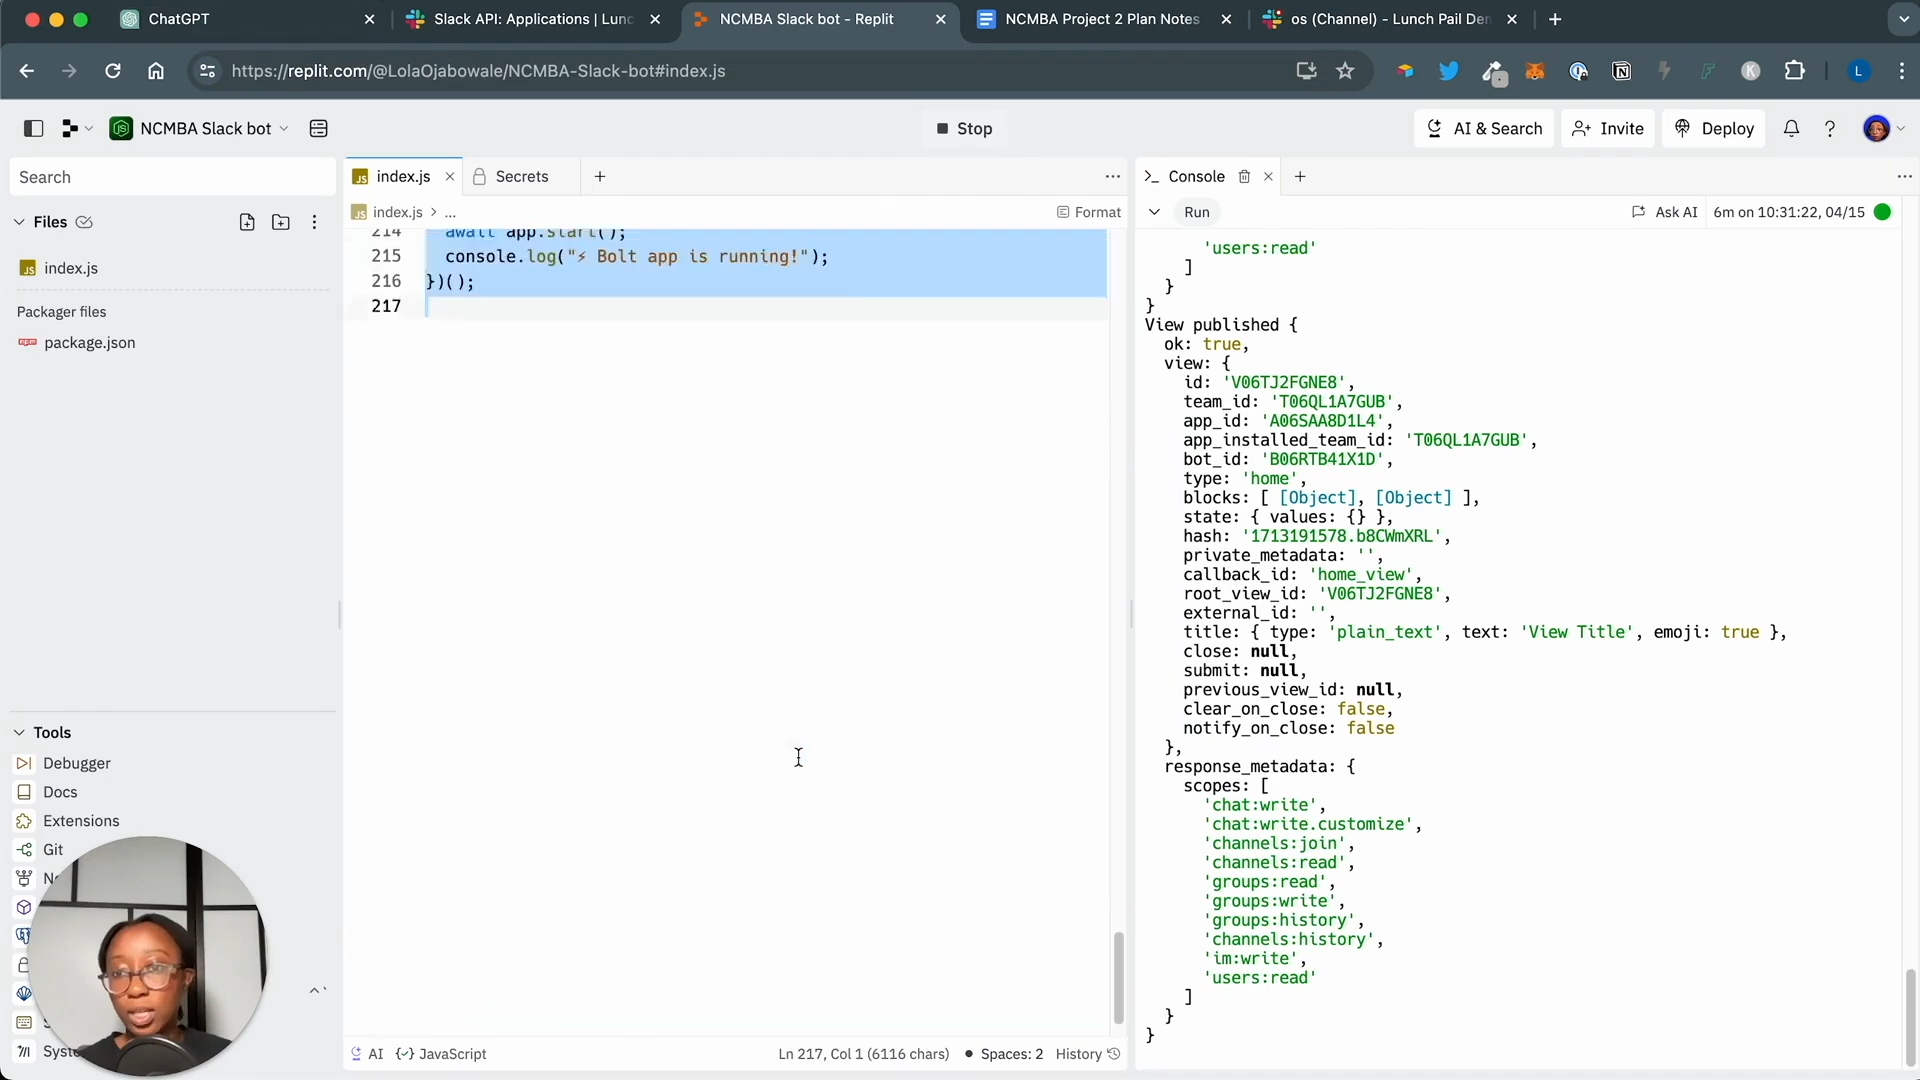 ChatGPT
Slack API: Applications | Lunc
NCMBA Slack bot - Replit
NCMBA Project 2 Plan Notes
os (Channel) - Lunch Pail Den
https://replit.com/@LolaOjabowale/NCMBA-Slack-bot#index.js
L
NCMBA Slack bot
Stop
AI & Search
Invite
Deploy
Search
Files
index.js
Packager files
package.json
Tools
Debugger
Docs
Extensions
Git
index.js
Secrets
index.js > ...
Format
214 await app.start();
215 console.log("⚡ Bolt app is running!");
216 })();
217
AI
JavaScript
Ln 217, Col 1 (6116 chars)
Spaces: 2
History
Console
Run
Ask AI
6m on 10:31:22, 04/15
'users:read'
]
}
}
View published {
ok: true,
view: {
id: 'V06TJ2FGNE8',
team_id: 'T06QL1A7GUB',
app_id: 'A06SAA8D1L4',
app_installed_team_id: 'T06QL1A7GUB',
bot_id: 'B06RTB41X1D',
type: 'home',
blocks: [ [Object], [Object] ],
state: { values: {} },
hash: '1713191578.b8CWmXRL',
private_metadata: '',
callback_id: 'home_view',
root_view_id: 'V06TJ2FGNE8',
external_id: '',
title: { type: 'plain_text', text: 'View Title', emoji: true },
close: null,
submit: null,
previous_view_id: null,
clear_on_close: false,
notify_on_close: false
},
response_metadata: {
scopes: [
'chat:write',
'chat:write.customize',
'channels:join',
'channels:read',
'groups:read',
'groups:write',
'groups:history',
'channels:history',
'im:write',
'users:read'
]
}
}